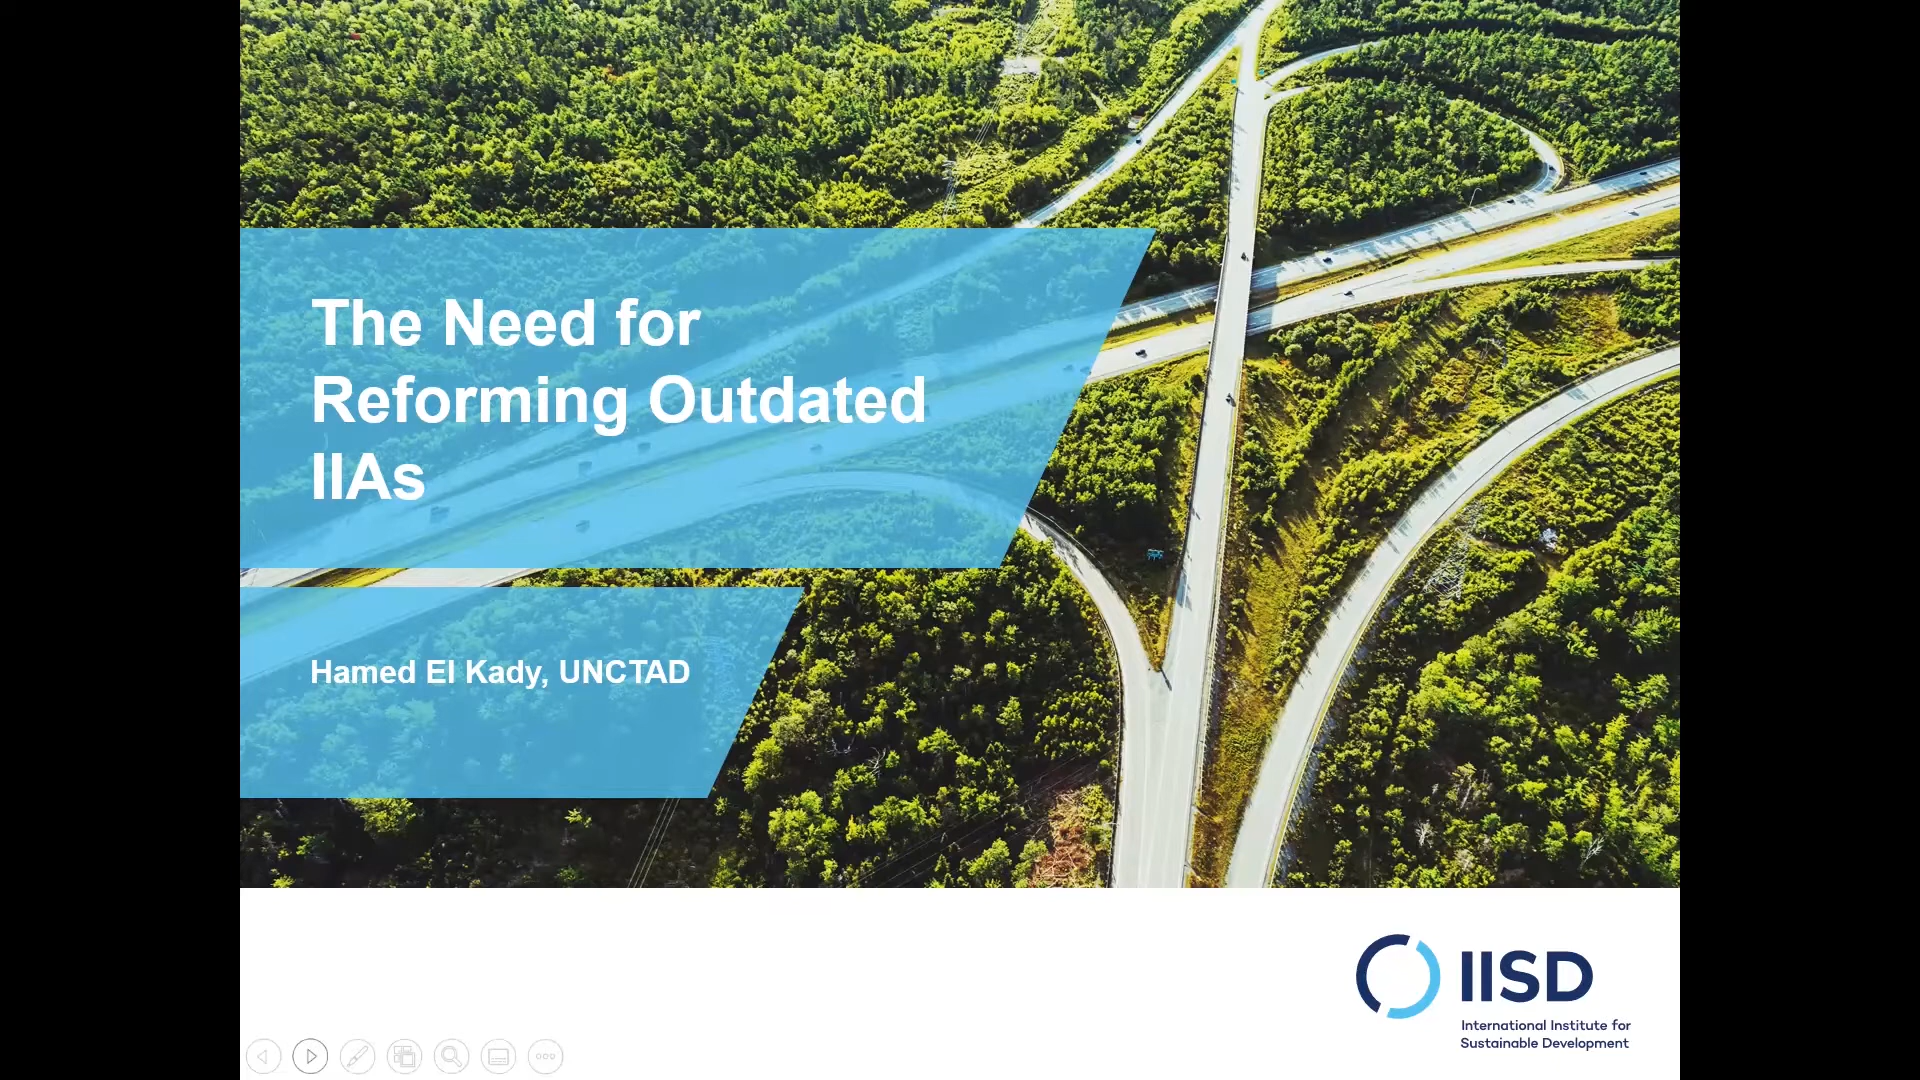 The Need for
Reforming Outdated
IIAs
Hamed El Kady, UNCTAD
IISD
International Institute for
Sustainable Development